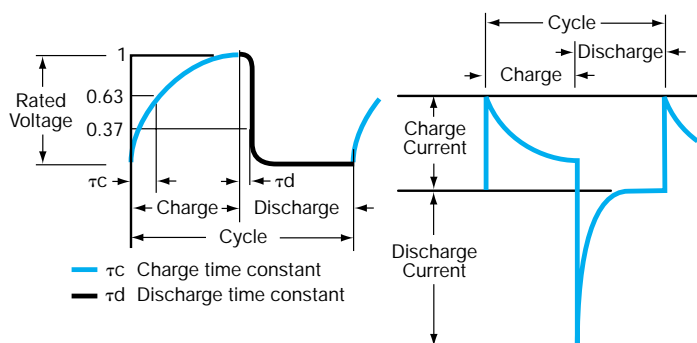 1
0.63
Rated
Voltage
0.37
τc
τd
Charge
Discharge
Cycle
τc Charge time constant
τd Discharge time constant
Cycle
Discharge
Charge
Charge
Current
Discharge
Current